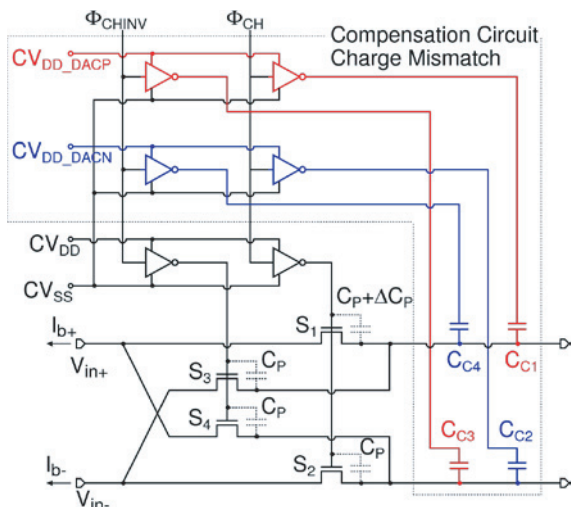 Φ_CHINV
Φ_CH
Compensation Circuit
Charge Mismatch
CV_DD_DACP
CV_DD_DACN
CV_DD
CV_SS
C_P+ΔC_P
I_b+
V_in+
S_1
C_C4
C_C1
S_3
C_P
S_4
C_P
C_C3
C_C2
S_2
C_P
I_b-
V_in-